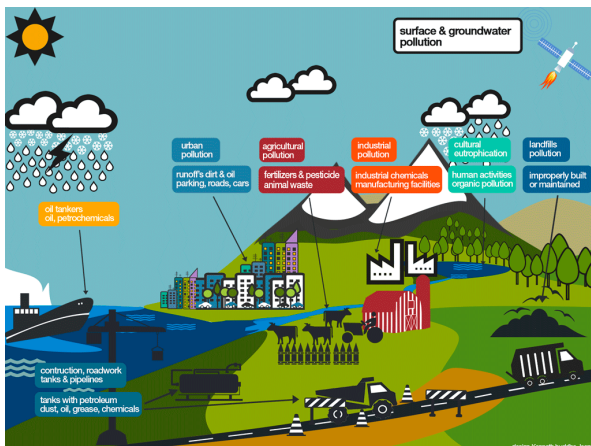 surface & groundwater
pollution
urban
pollution
runoff's dirt & oil
parking, roads, cars
agricultural
pollution
fertilizers & pesticide
animal waste
industrial
pollution
industrial chemicals
manufacturing facilities
cultural
eutrophication
human activities
organic pollution
landfills
pollution
improperly built
or maintained
oil tankers
oil, petrochemicals
contruction, roadwork
tanks & pipelines
tanks with petroleum
dust, oil, grease, chemicals